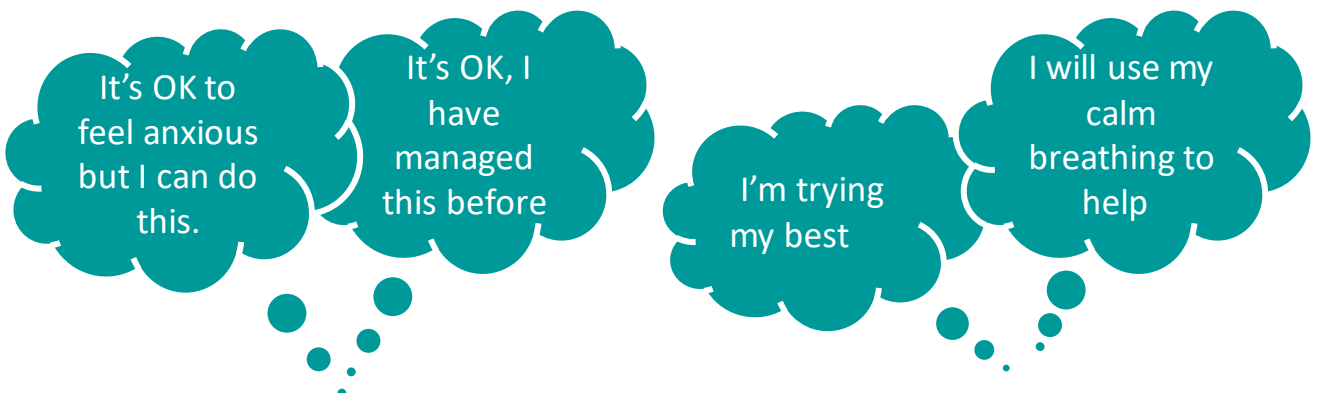 It’s OK to
feel anxious
but I can do
this.
It’s OK, I
have
managed
this before
I’m trying
my best
I will use my
calm
breathing to
help